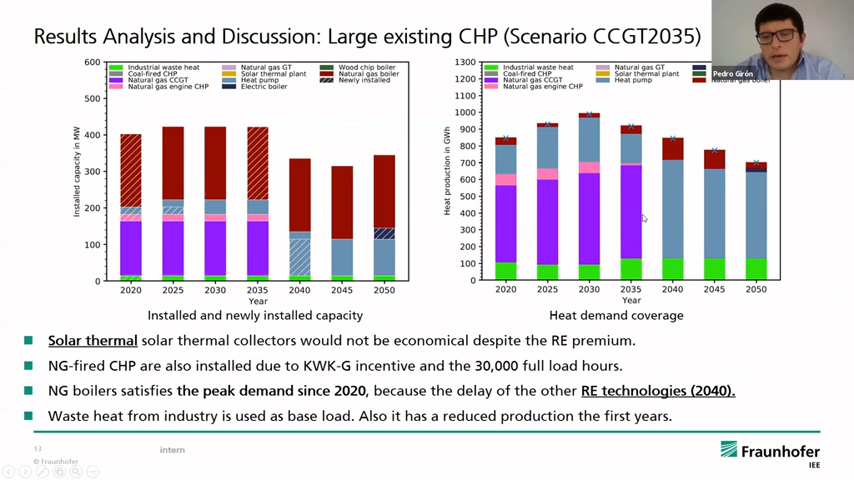 Results Analysis and Discussion: Large existing CHP (Scenario CCGT2035)
Pedro Girón
600
500
400
300
200
100
0
Installed capacity in MW
Industrial waste heat
Coal-fired CHP
Natural gas CCGT
Natural gas engine CHP
Natural gas GT
Solar thermal plant
Heat pump
Electric boiler
Wood chip boiler
Natural gas boiler
Newly installed
2020 2025 2030 2035 2040 2045 2050
Year
Installed and newly installed capacity
1300
1200
1100
1000
900
800
700
600
500
400
300
200
100
0
Heat production in GWh
Industrial waste heat
Coal-fired CHP
Natural gas CCGT
Natural gas engine CHP
Natural gas GT
Solar thermal plant
Heat pump
2020 2025 2030 2035 2040 2045 2050
Year
Heat demand coverage
Solar thermal solar thermal collectors would not be economical despite the RE premium.
NG-fired CHP are also installed due to KWK-G incentive and the 30,000 full load hours.
NG boilers satisfies the peak demand since 2020, because the delay of the other RE technologies (2040).
Waste heat from industry is used as base load. Also it has a reduced production the first years.
13
intern
© Fraunhofer
Fraunhofer
IEE